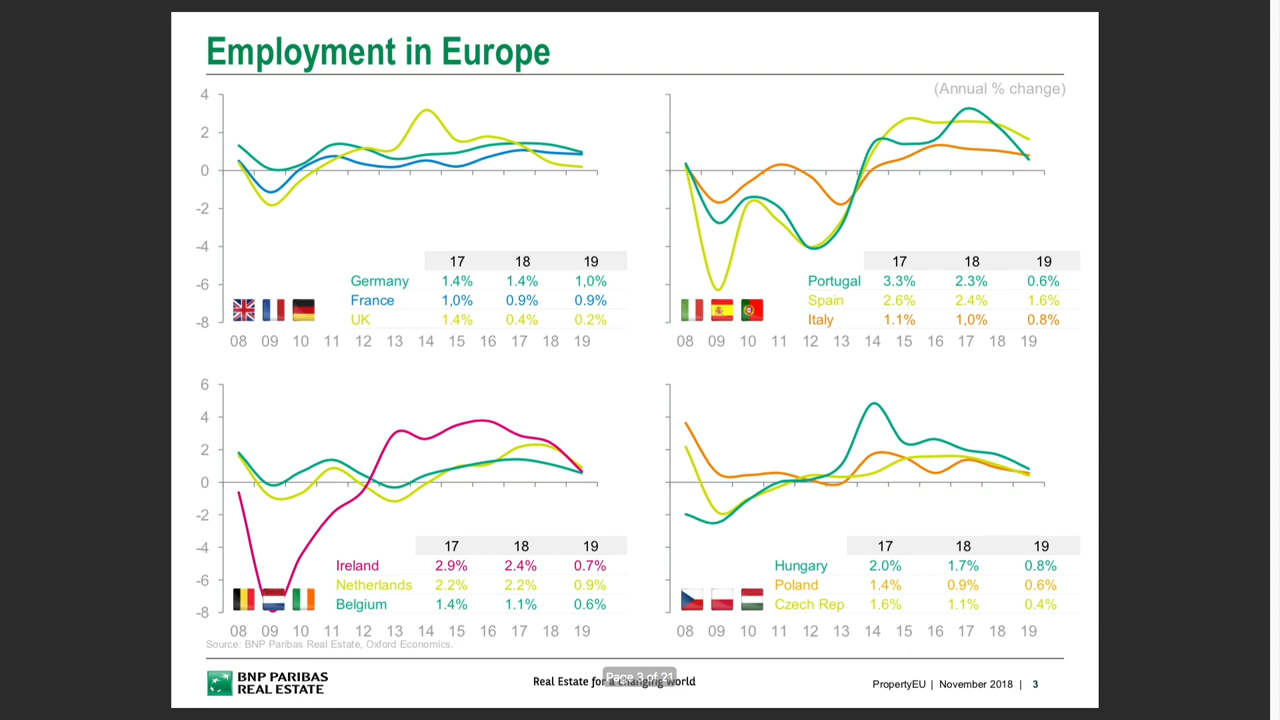 Employment in Europe
(Annual % change)
4
2
0
-2
-4
-6
-8
17 18 19
Germany 1.4% 1.4% 1,0%
France 1,0% 0.9% 0.9%
UK 1.4% 0.4% 0.2%
08 09 10 11 12 13 14 15 16 17 18 19
17 18 19
Portugal 3.3% 2.3% 0.6%
Spain 2.6% 2.4% 1.6%
Italy 1.1% 1,0% 0.8%
08 09 10 11 12 13 14 15 16 17 18 19
6
4
2
0
-2
-4
-6
-8
17 18 19
Ireland 2.9% 2.4% 0.7%
Netherlands 2.2% 2.2% 0.9%
Belgium 1.4% 1.1% 0.6%
08 09 10 11 12 13 14 15 16 17 18 19
17 18 19
Hungary 2.0% 1.7% 0.8%
Poland 1.4% 0.9% 0.6%
Czech Rep 1.6% 1.1% 0.4%
08 09 10 11 12 13 14 15 16 17 18 19
Source: BNP Paribas Real Estate, Oxford Economics.
BNP PARIBAS
REAL ESTATE
Real Estate for a changing world
Page 3 of 21
PropertyEU | November 2018 | 3